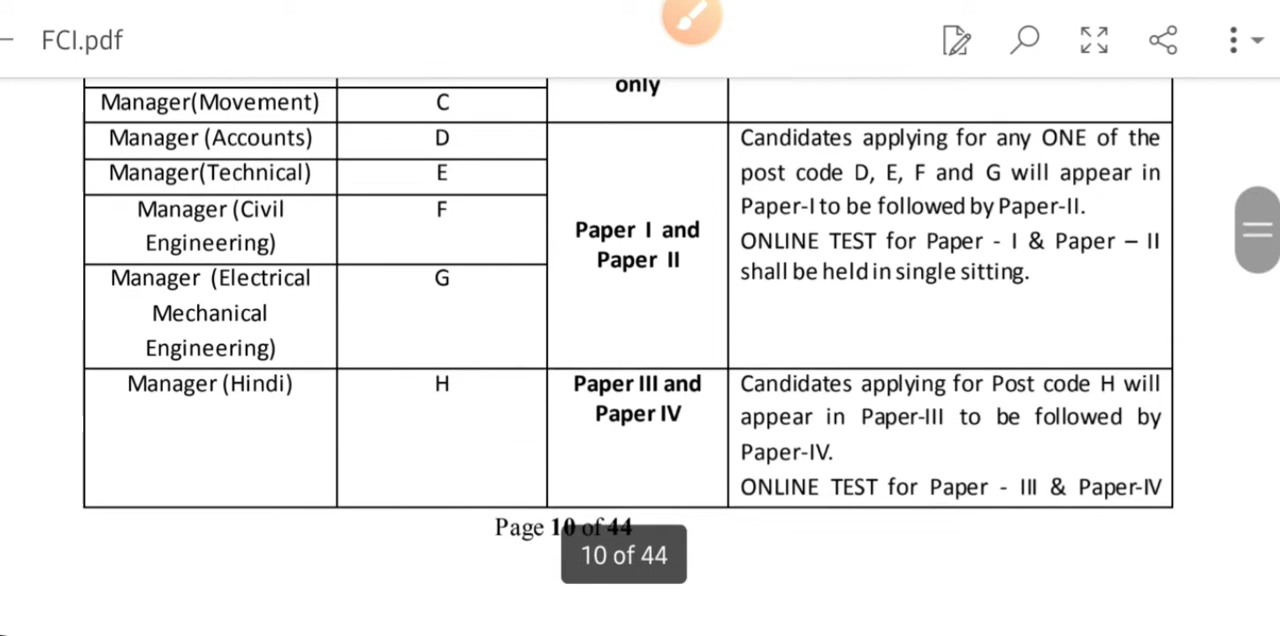 FCI.pdf
only
Manager(Movement) C
Manager (Accounts) D
Manager(Technical) E
Manager (Civil
Engineering) F
Manager (Electrical
Mechanical
Engineering) G
Paper I and
Paper II
Candidates applying for any ONE of the
post code D, E, F and G will appear in
Paper-I to be followed by Paper-II.
ONLINE TEST for Paper - I & Paper – II
shall be held in single sitting.
Manager (Hindi) H
Paper III and
Paper IV
Candidates applying for Post code H will
appear in Paper-III to be followed by
Paper-IV.
ONLINE TEST for Paper - III & Paper-IV
Page 10 of 44
10 of 44